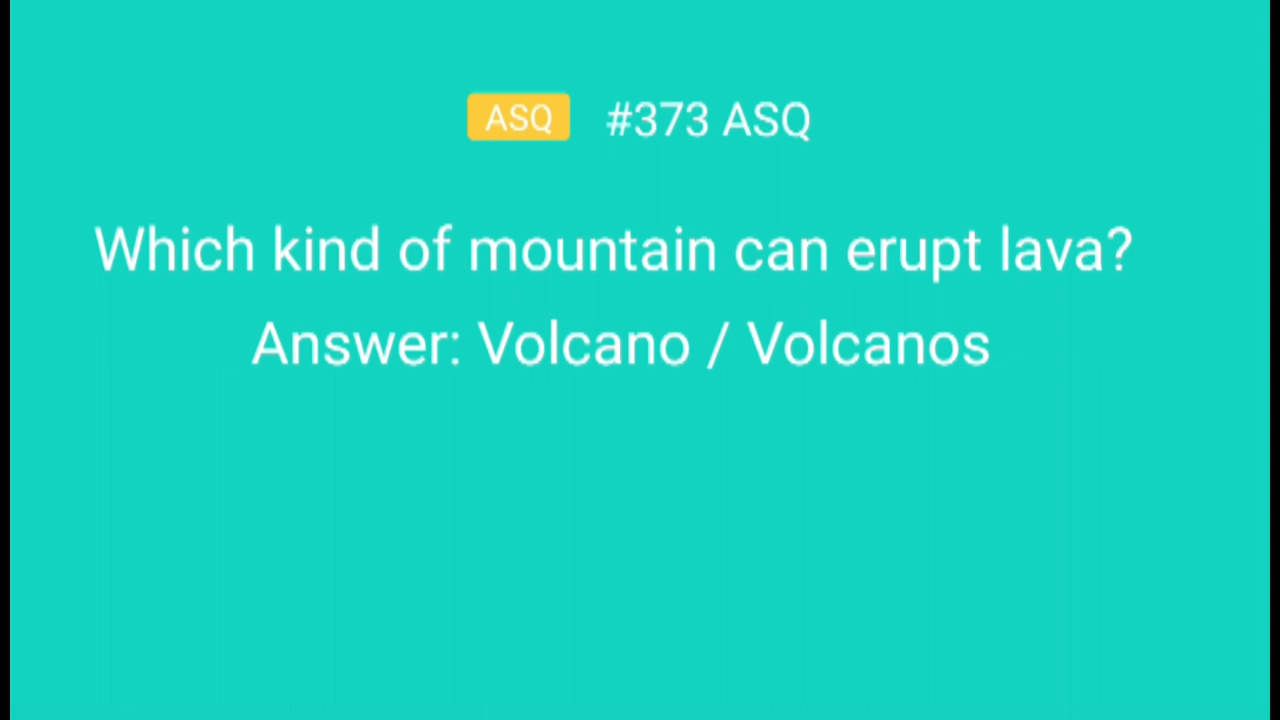 ASQ #373 ASQ
Which kind of mountain can erupt lava?
Answer: Volcano / Volcanos